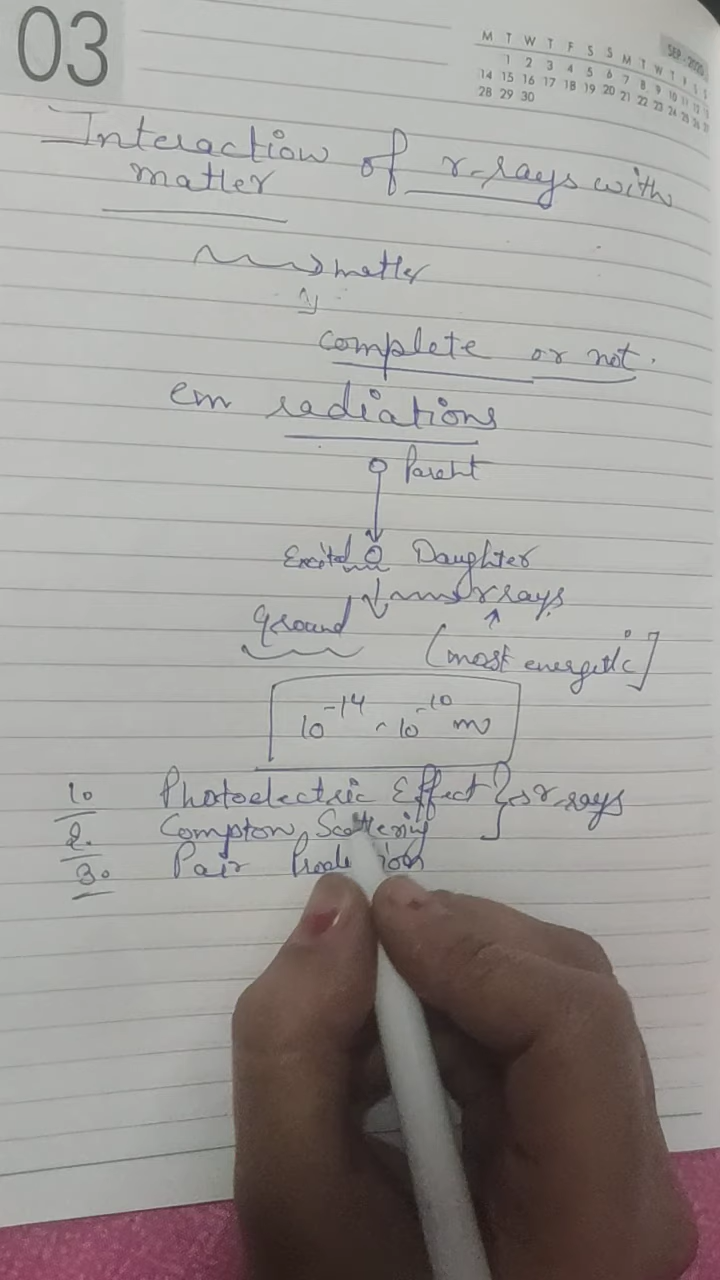 03
SEP - 2020
M T W T F S S M T W T F S S
1 2 3 4 5 6 7 8 9 10 11 12 13
14 15 16 17 18 19 20 21 22 23 24 25 26 27
28 29 30
Interaction of r-rays with
matter
matter
complete or not.
em radiations
Parent
Excited Daughter
r rays
Ground
(most energetic]
10⁻¹⁴ - 10⁻¹⁰ m
1. Photoelectric Effect } r-rays
2. Compton Scattering
3. Pair Production